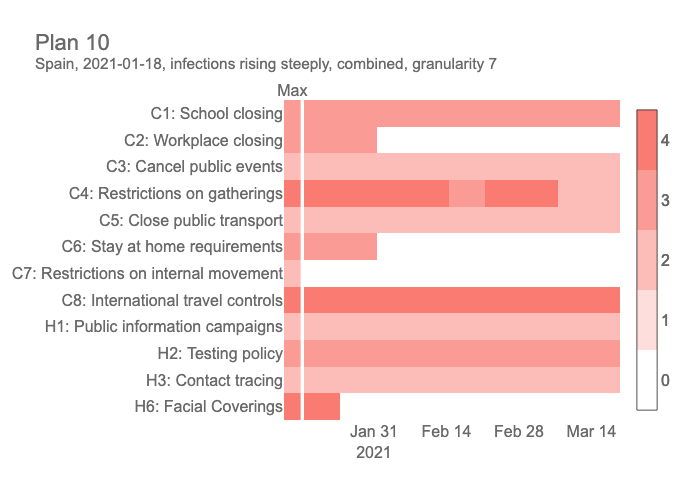 Plan 10
Spain, 2021-01-18, infections rising steeply, combined, granularity 7
Max
C1: School closing
C2: Workplace closing
C3: Cancel public events
C4: Restrictions on gatherings
C5: Close public transport
C6: Stay at home requirements
C7: Restrictions on internal movement
C8: International travel controls
H1: Public information campaigns
H2: Testing policy
H3: Contact tracing
H6: Facial Coverings
4
3
2
1
0
Jan 31 Feb 14 Feb 28 Mar 14
2021